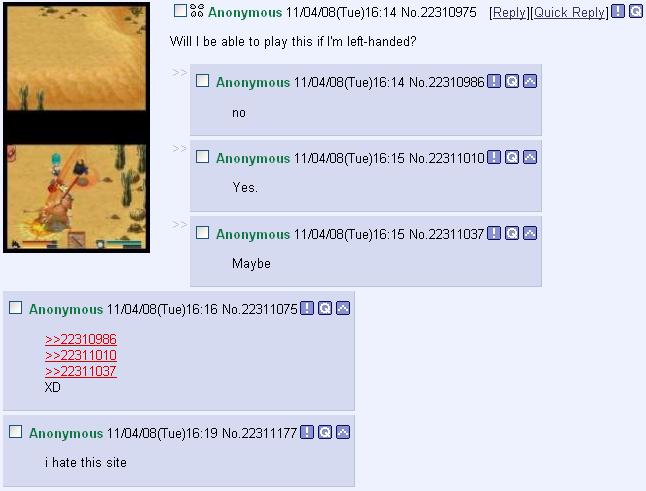 Anonymous 11/04/08(Tue)16:14 No.22310975 [Reply][Quick Reply] ! Q
Will I be able to play this if I'm left-handed?
>> Anonymous 11/04/08(Tue)16:14 No.22310986 ! Q
no
>> Anonymous 11/04/08(Tue)16:15 No.22311010 ! Q
Yes.
>> Anonymous 11/04/08(Tue)16:15 No.22311037 ! Q
Maybe
Anonymous 11/04/08(Tue)16:16 No.22311075 ! Q
>>22310986
>>22311010
>>22311037
XD
Anonymous 11/04/08(Tue)16:19 No.22311177 ! Q
i hate this site